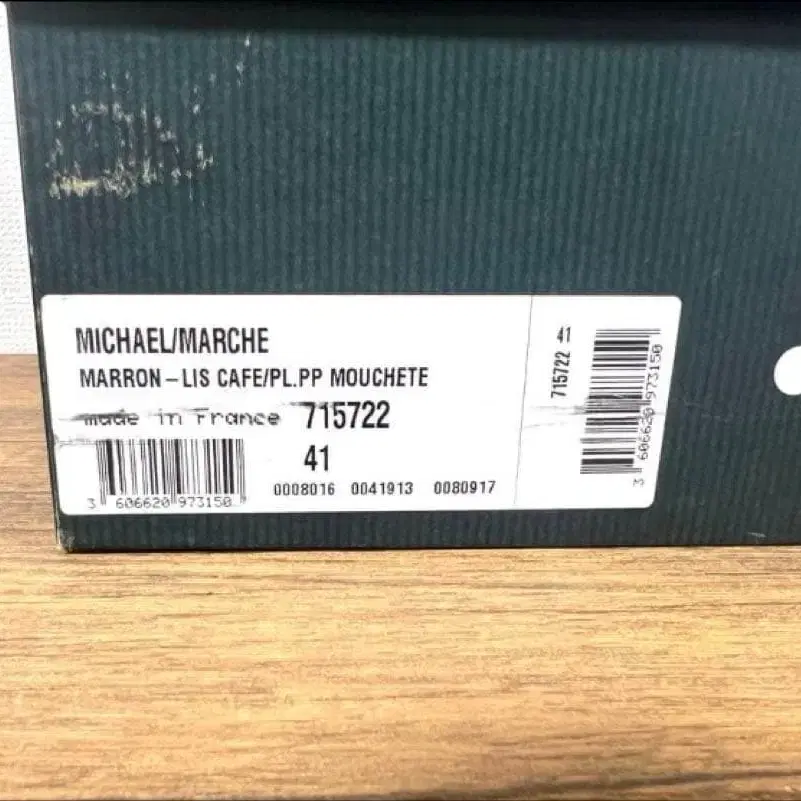 MICHAEL/MARCHE
MARRON-LIS CAFE/PL.PP MOUCHETE
made in France 715722
41
3 606620 973150
0008016 0041913 0080917
715722 41
3 606620 973150